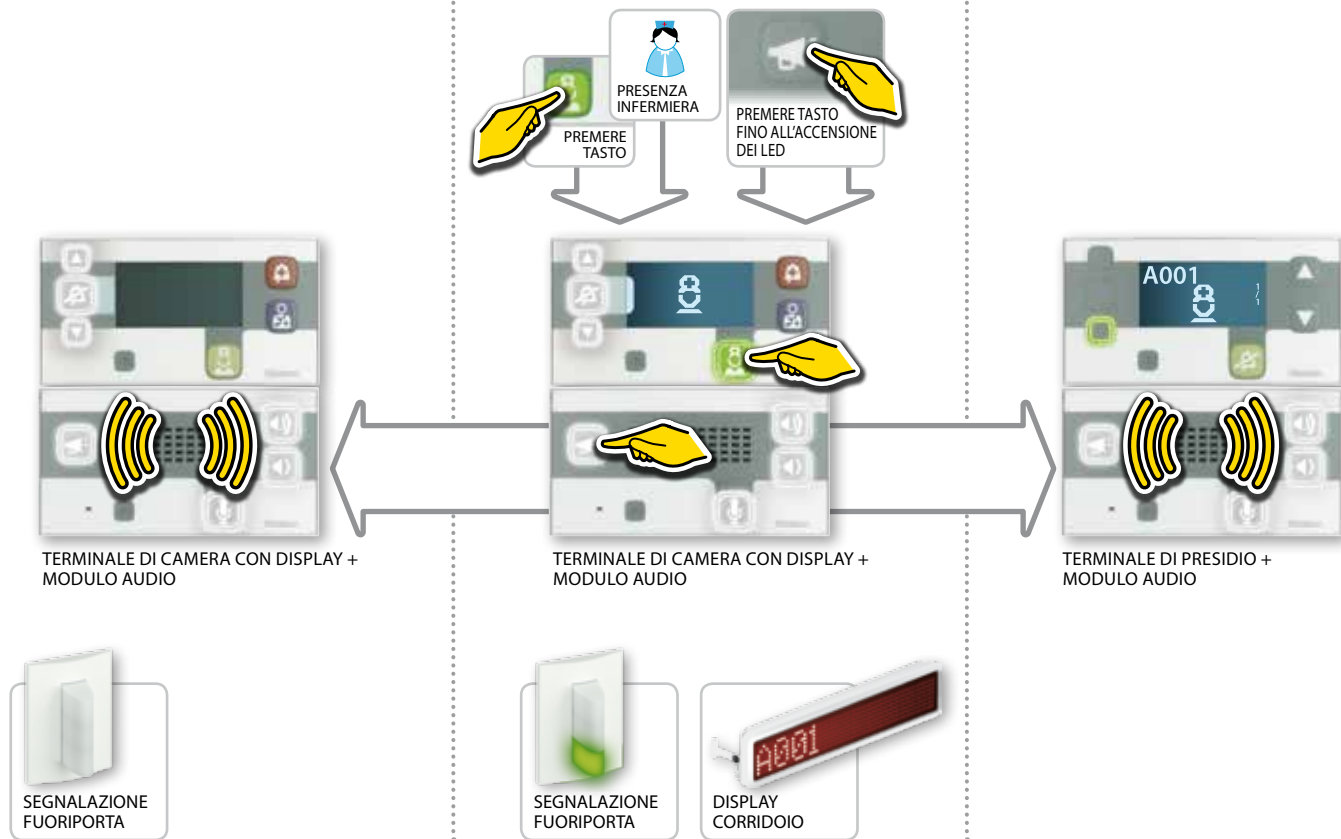 PRESENZA
INFERMIERA
PREMERE
TASTO
PREMERE TASTO
FINO ALL'ACCENSIONE
DEI LED
A001
1/1
TERMINALE DI CAMERA CON DISPLAY +
MODULO AUDIO
TERMINALE DI CAMERA CON DISPLAY +
MODULO AUDIO
TERMINALE DI PRESIDIO +
MODULO AUDIO
A001
SEGNALAZIONE
FUORIPORTA
SEGNALAZIONE
FUORIPORTA
DISPLAY
CORRIDOIO